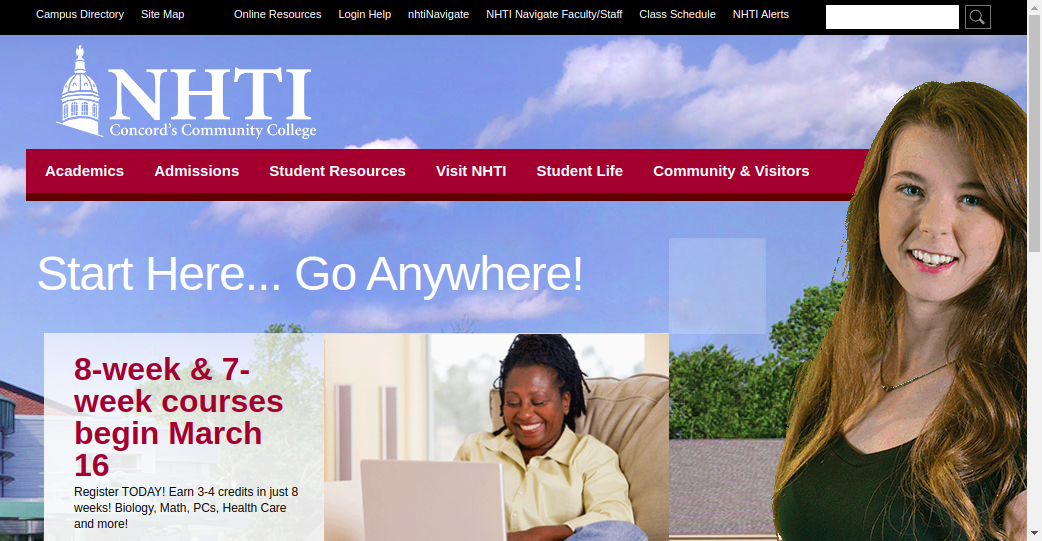 Campus Directory Site Map Online Resources Login Help nhtiNavigate NHTI Navigate Faculty/Staff Class Schedule NHTI Alerts
NHTI
Concord's Community College
Academics Admissions Student Resources Visit NHTI Student Life Community & Visitors
Start Here... Go Anywhere!
8-week & 7-
week courses
begin March
16
Register TODAY! Earn 3-4 credits in just 8
weeks! Biology, Math, PCs, Health Care
and more!